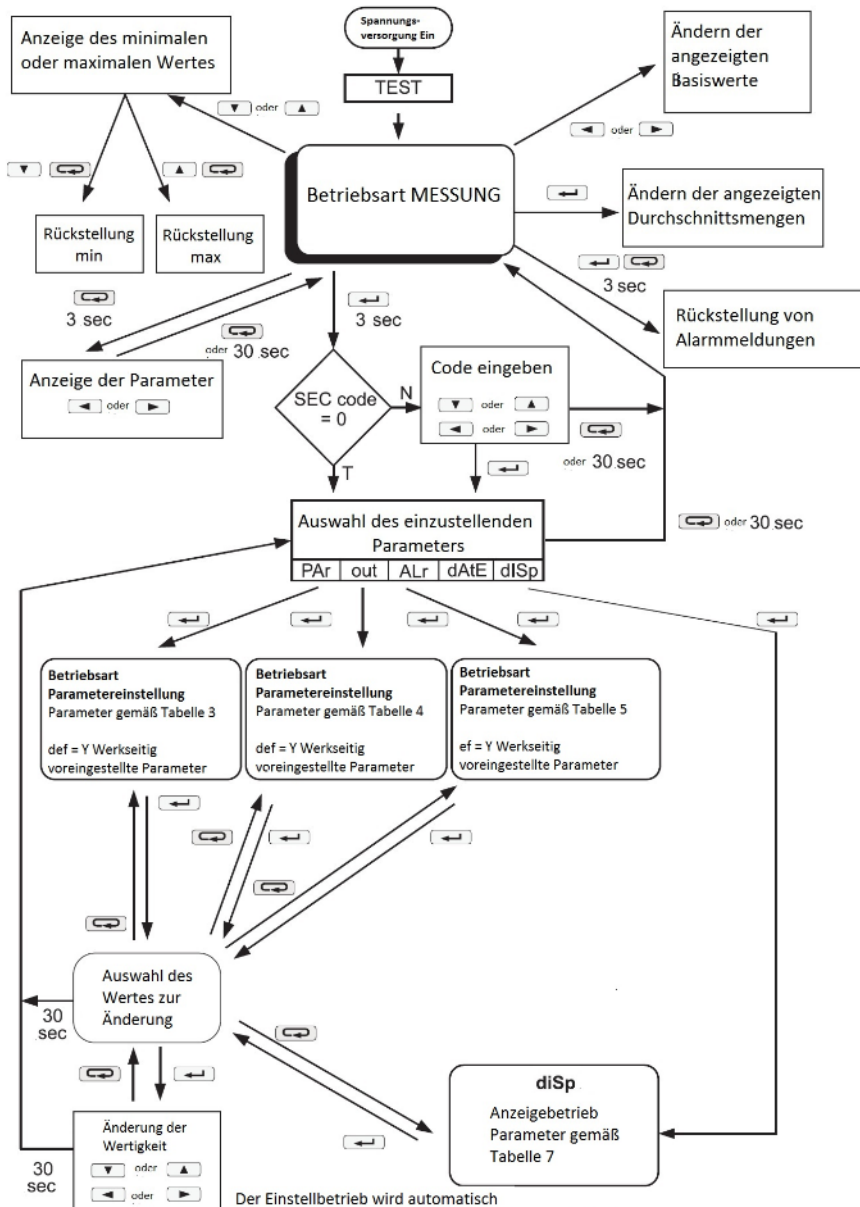 Spannungs-
versorgung Ein
TEST
Anzeige des minimalen
oder maximalen Wertes
Ändern der
angezeigten
Basiswerte
oder
oder
Betriebsart MESSUNG
Ändern der angezeigten
Durchschnittsmengen
Rückstellung
min
Rückstellung
max
3 sec
3 sec
oder 30 sec
3 sec
Rückstellung von
Alarmmeldungen
Anzeige der Parameter
oder
SEC code
= 0
N
T
Code eingeben
oder
oder
oder 30 sec
oder 30 sec
Auswahl des einzustellenden
Parameters
PAr out ALr dAtE dISp
Betriebsart
Parametereinstellung
Parameter gemäß Tabelle 3
def = Y Werkseitig
voreingestellte Parameter
Betriebsart
Parametereinstellung
Parameter gemäß Tabelle 4
def = Y Werkseitig
voreingestellte Parameter
Betriebsart
Parametereinstellung
Parameter gemäß Tabelle 5
ef = Y Werkseitig
voreingestellte Parameter
Auswahl des
Wertes zur
Änderung
30
sec
diSp
Anzeigebetrieb
Parameter gemäß
Tabelle 7
Änderung der
Wertigkeit
oder
oder
30
sec
Der Einstellbetrieb wird automatisch